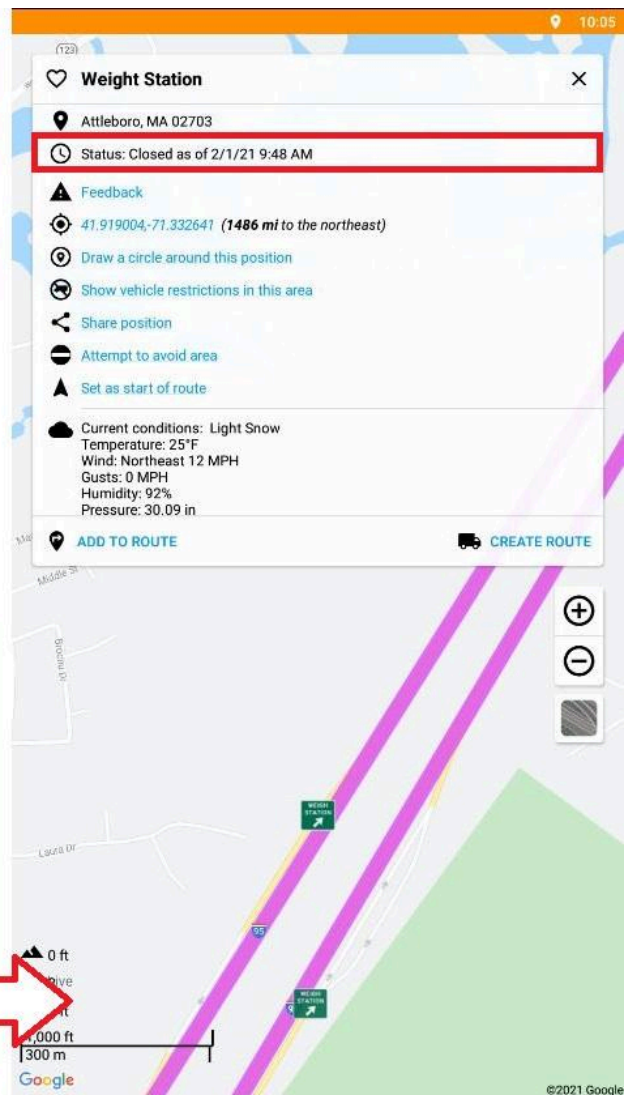 10:05
123
Weight Station
Attleboro, MA 02703
Status: Closed as of 2/1/21 9:48 AM
Feedback
41.919004,-71.332641 (1486 mi to the northeast)
Draw a circle around this position
Show vehicle restrictions in this area
Share position
Attempt to avoid area
Set as start of route
Current conditions: Light Snow
Temperature: 25°F
Wind: Northeast 12 MPH
Gusts: 0 MPH
Humidity: 92%
Pressure: 30.09 in
ADD TO ROUTE
CREATE ROUTE
Middle St
WEIGH
STATION
Laura Dr
95
0 ft
WEIGH
STATION
,000 ft
300 m
Google
©2021 Google